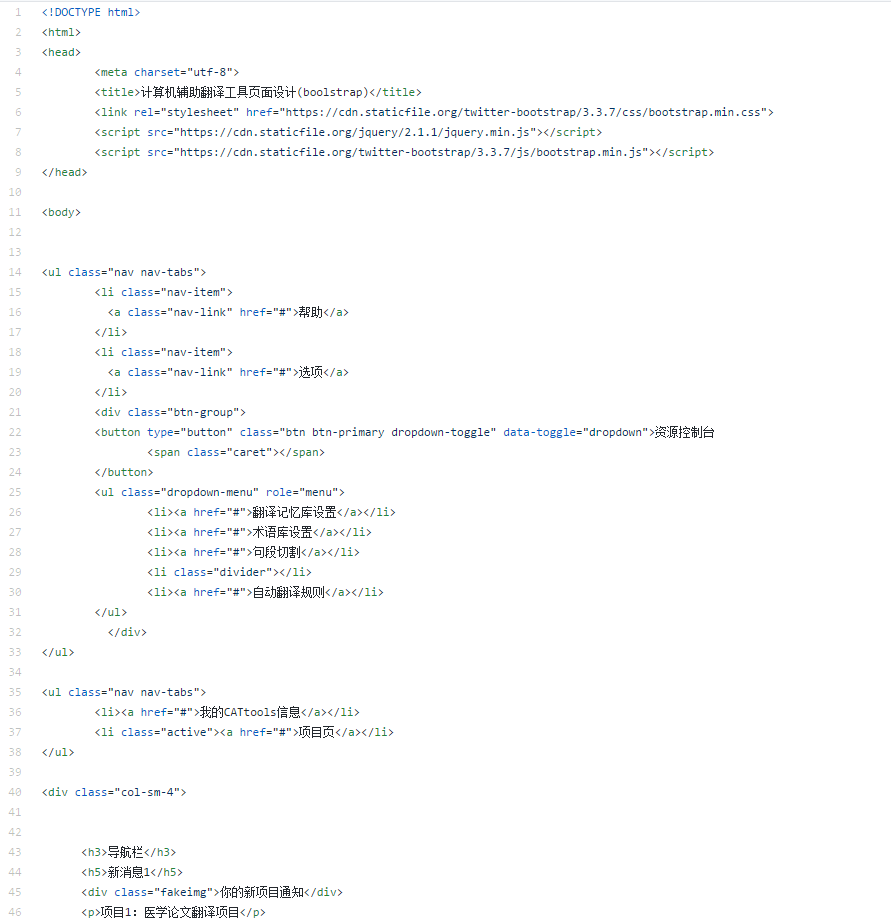 1 <!DOCTYPE html>
2 <html>
3 <head>
4 <meta charset="utf-8">
5 <title>计算机辅助翻译工具页面设计(boolstrap)</title>
6 <link rel="stylesheet" href="https://cdn.staticfile.org/twitter-bootstrap/3.3.7/css/bootstrap.min.css">
7 <script src="https://cdn.staticfile.org/jquery/2.1.1/jquery.min.js"></script>
8 <script src="https://cdn.staticfile.org/twitter-bootstrap/3.3.7/js/bootstrap.min.js"></script>
9 </head>
10
11 <body>
12
13
14 <ul class="nav nav-tabs">
15 <li class="nav-item">
16 <a class="nav-link" href="#">帮助</a>
17 </li>
18 <li class="nav-item">
19 <a class="nav-link" href="#">选项</a>
20 </li>
21 <div class="btn-group">
22 <button type="button" class="btn btn-primary dropdown-toggle" data-toggle="dropdown">资源控制台
23 <span class="caret"></span>
24 </button>
25 <ul class="dropdown-menu" role="menu">
26 <li><a href="#">翻译记忆库设置</a></li>
27 <li><a href="#">术语库设置</a></li>
28 <li><a href="#">句段切割</a></li>
29 <li class="divider"></li>
30 <li><a href="#">自动翻译规则</a></li>
31 </ul>
32 </div>
33 </ul>
34
35 <ul class="nav nav-tabs">
36 <li><a href="#">我的CATtools信息</a></li>
37 <li class="active"><a href="#">项目页</a></li>
38 </ul>
39
40 <div class="col-sm-4">
41
42
43 <h3>导航栏</h3>
44 <h5>新消息1</h5>
45 <div class="fakeimg">你的新项目通知</div>
46 <p>项目1：医学论文翻译项目</p>